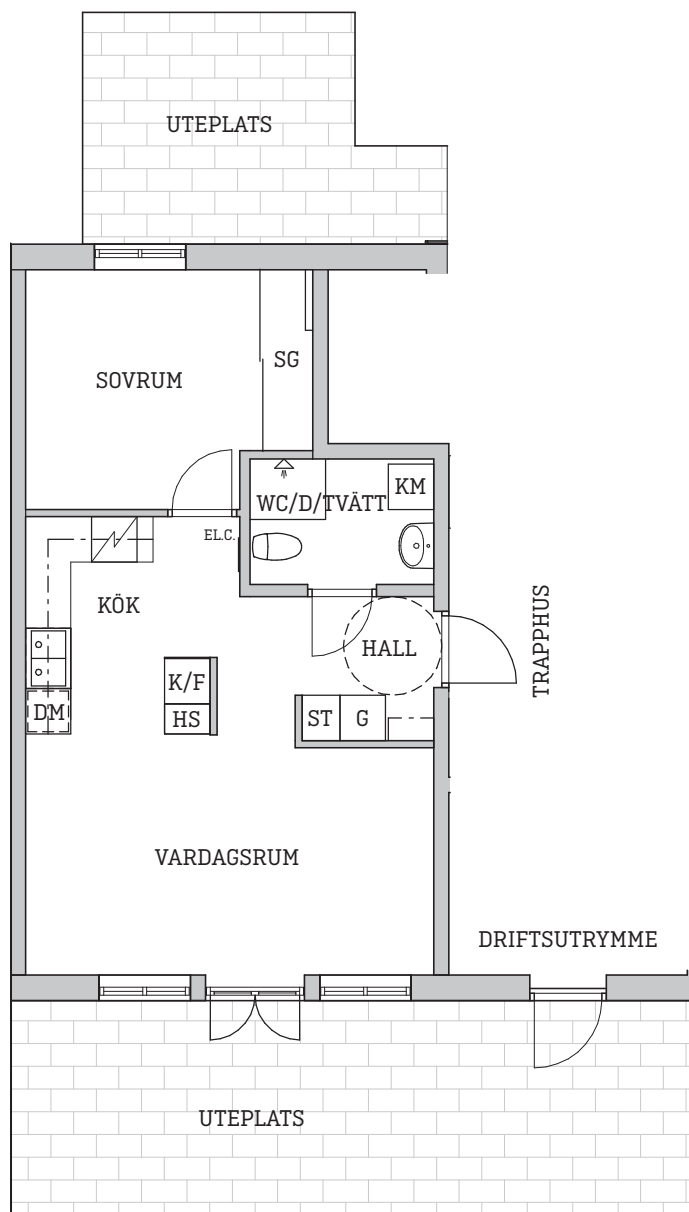 UTEPLATS
SG
SOVRUM
KM
WC/D/TVÄTT
EL.C.
KÖK
TRAPPHUS
HALL
K/F
DM
HS
ST
G
VARDAGSRUM
DRIFTSUTRYMME
UTEPLATS